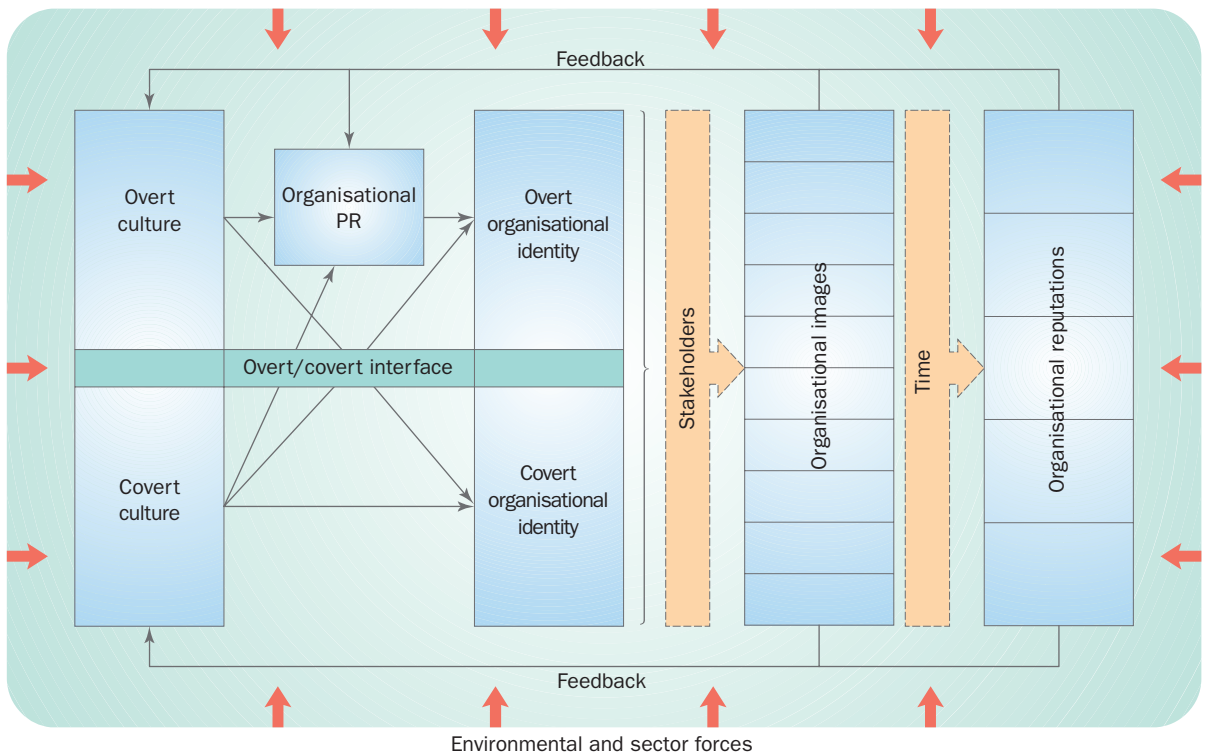 Feedback
Overt
culture
Organisational
PR
Overt
organisational
identity
Overt/covert interface
Covert
culture
Covert
organisational
identity
Stakeholders
Organisational images
Time
Organisational reputations
Feedback
Environmental and sector forces